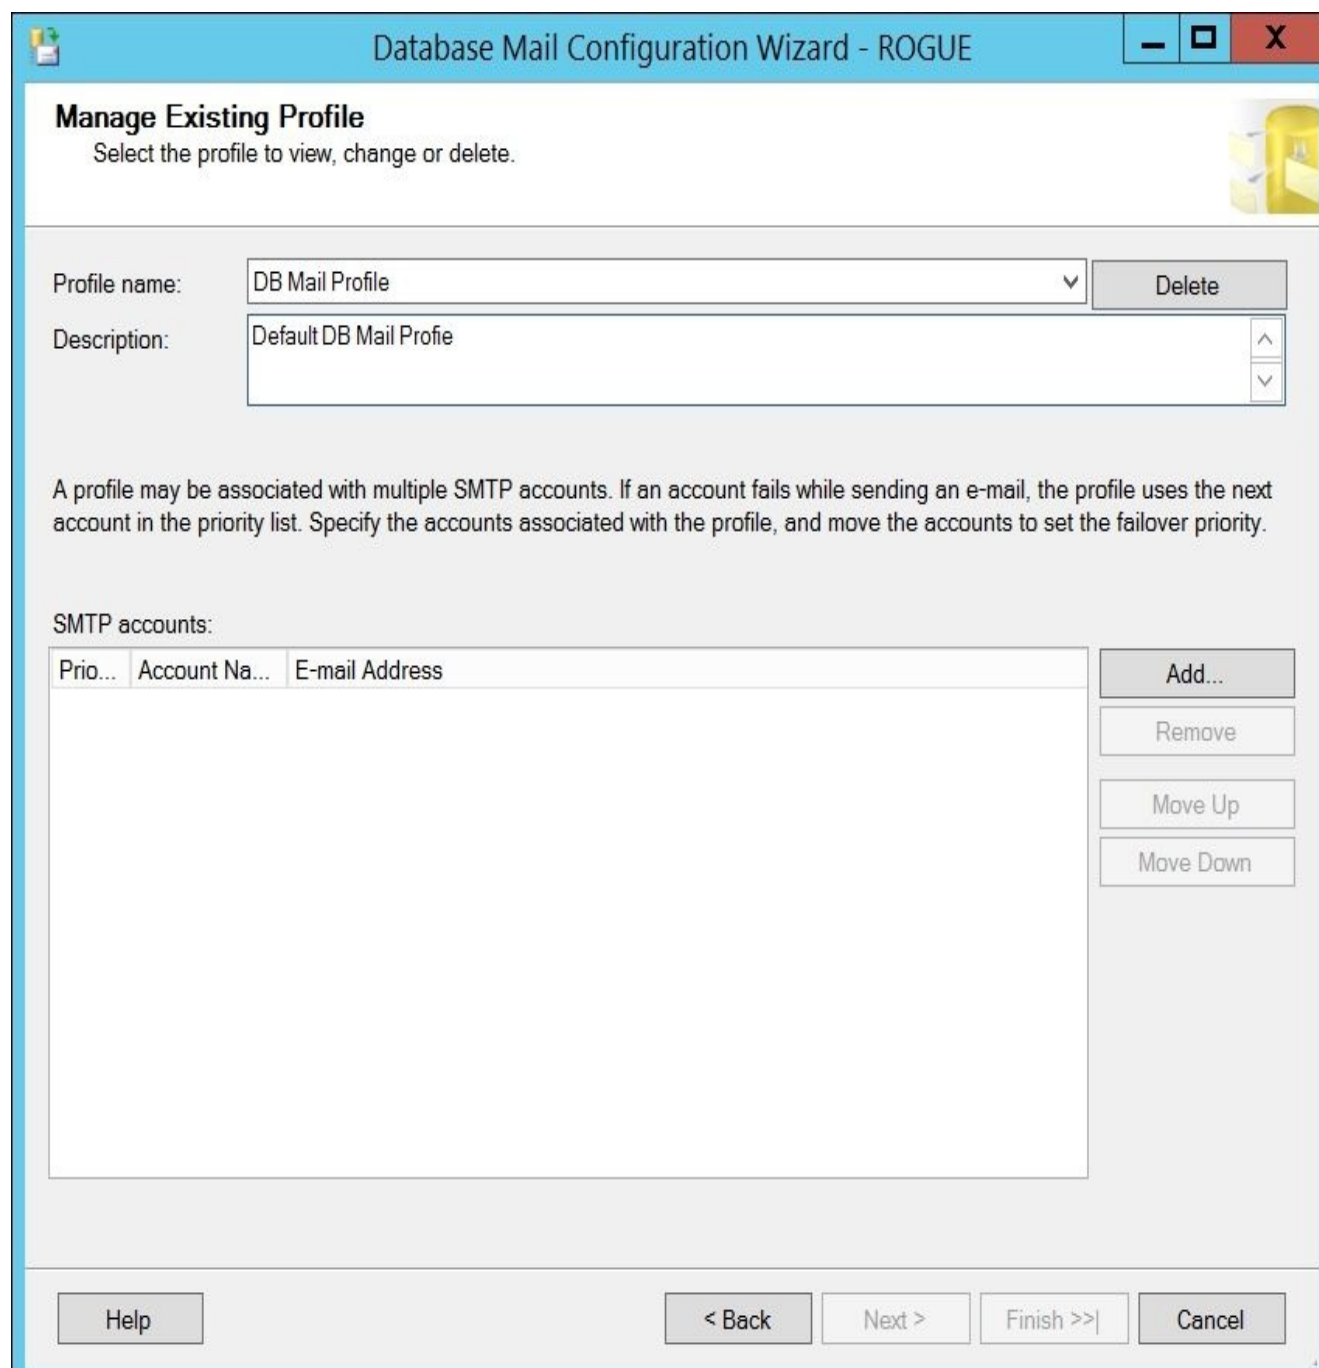 Database Mail Configuration Wizard - ROGUE
X
Manage Existing Profile
Select the profile to view, change or delete.
Profile name:
DB Mail Profile
Delete
Description:
Default DB Mail Profie
A profile may be associated with multiple SMTP accounts. If an account fails while sending an e-mail, the profile uses the next
account in the priority list. Specify the accounts associated with the profile, and move the accounts to set the failover priority.
SMTP accounts:
Prio... Account Na... E-mail Address
Add...
Remove
Move Up
Move Down
Help
< Back
Next >
Finish >>|
Cancel